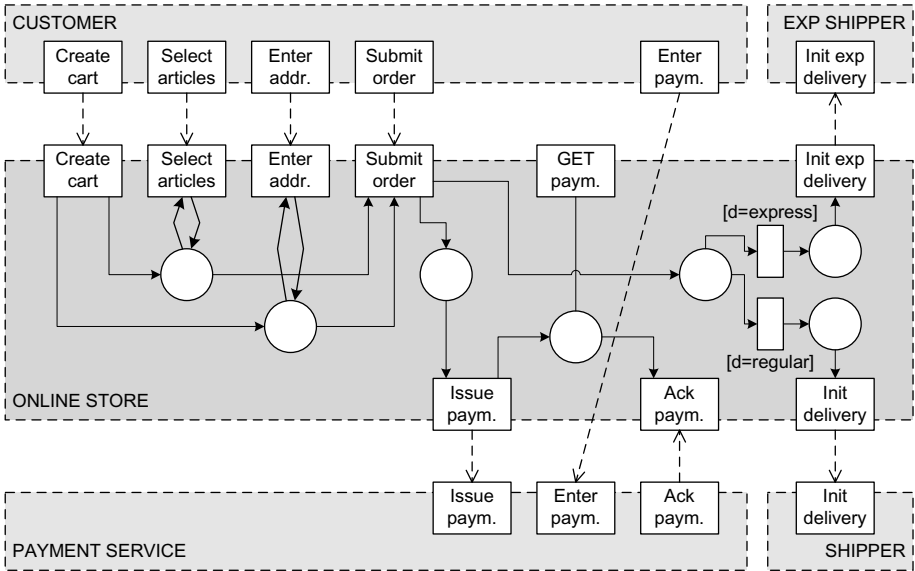 CUSTOMER
EXP SHIPPER
Create
cart
Select
articles
Enter
addr.
Submit
order
Enter
paym.
Init exp
delivery
Create
cart
Select
articles
Enter
addr.
Submit
order
GET
paym.
Init exp
delivery
[d=express]
[d=regular]
ONLINE STORE
Issue
paym.
Ack
paym.
Init
delivery
Issue
paym.
Enter
paym.
Ack
paym.
Init
delivery
PAYMENT SERVICE
SHIPPER